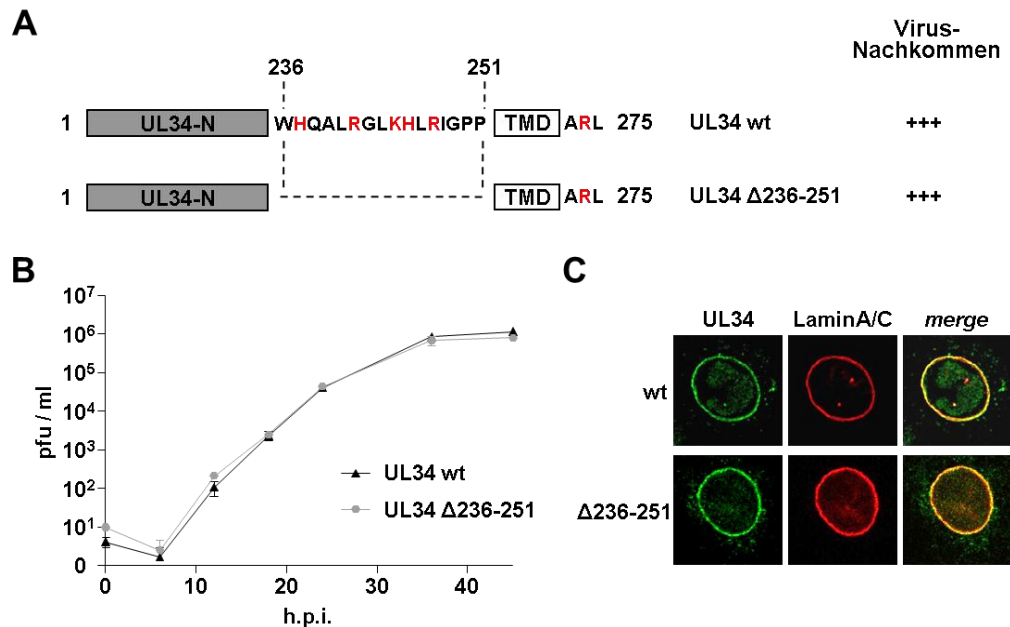 A
Virus-
Nachkommen
236 251
1 UL34-N WHQALRGLKHLRIGPP TMD ARL 275 UL34 wt +++
1 UL34-N TMD ARL 275 UL34 Δ236-251 +++
B
10⁷
10⁶
10⁵
10⁴
10³
10²
10¹
0
pfu / ml
0 10 20 30 40
h.p.i.
UL34 wt
UL34 Δ236-251
C
UL34 LaminA/C merge
wt
Δ236-251